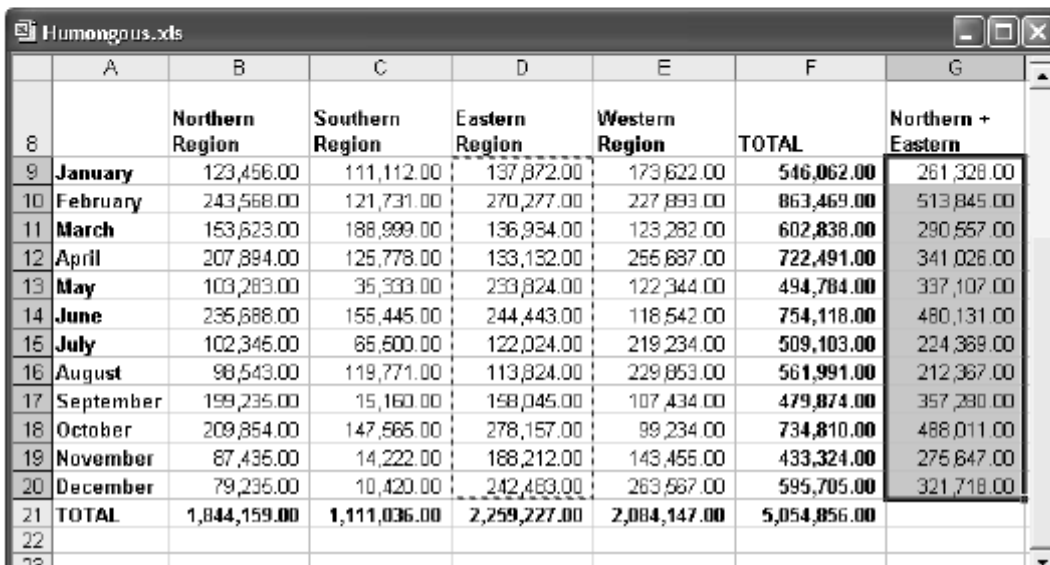 Humongous.xls
A B C D E F G
Northern Southern Eastern Western Northern +
8 Region Region Region Region TOTAL Eastern
9 January 123,456.00 111,112.00 137,872.00 173,622.00 546,062.00 261,328.00
10 February 243,568.00 121,731.00 270,277.00 227,893.00 863,469.00 513,845.00
11 March 153,623.00 188,999.00 136,934.00 123,282.00 602,838.00 290,557.00
12 April 207,894.00 125,778.00 133,132.00 255,687.00 722,491.00 341,026.00
13 May 103,283.00 35,333.00 233,824.00 122,344.00 494,784.00 337,107.00
14 June 235,688.00 155,445.00 244,443.00 118,542.00 754,118.00 480,131.00
15 July 102,345.00 65,500.00 122,024.00 219,234.00 509,103.00 224,369.00
16 August 98,543.00 119,771.00 113,824.00 229,853.00 561,991.00 212,367.00
17 September 199,235.00 15,160.00 158,045.00 107,434.00 479,874.00 357,280.00
18 October 209,854.00 147,565.00 278,157.00 99,234.00 734,810.00 488,011.00
19 November 87,435.00 14,222.00 188,212.00 143,455.00 433,324.00 275,647.00
20 December 79,235.00 10,420.00 242,483.00 263,567.00 595,705.00 321,718.00
21 TOTAL 1,844,159.00 1,111,036.00 2,259,227.00 2,084,147.00 5,054,856.00
22